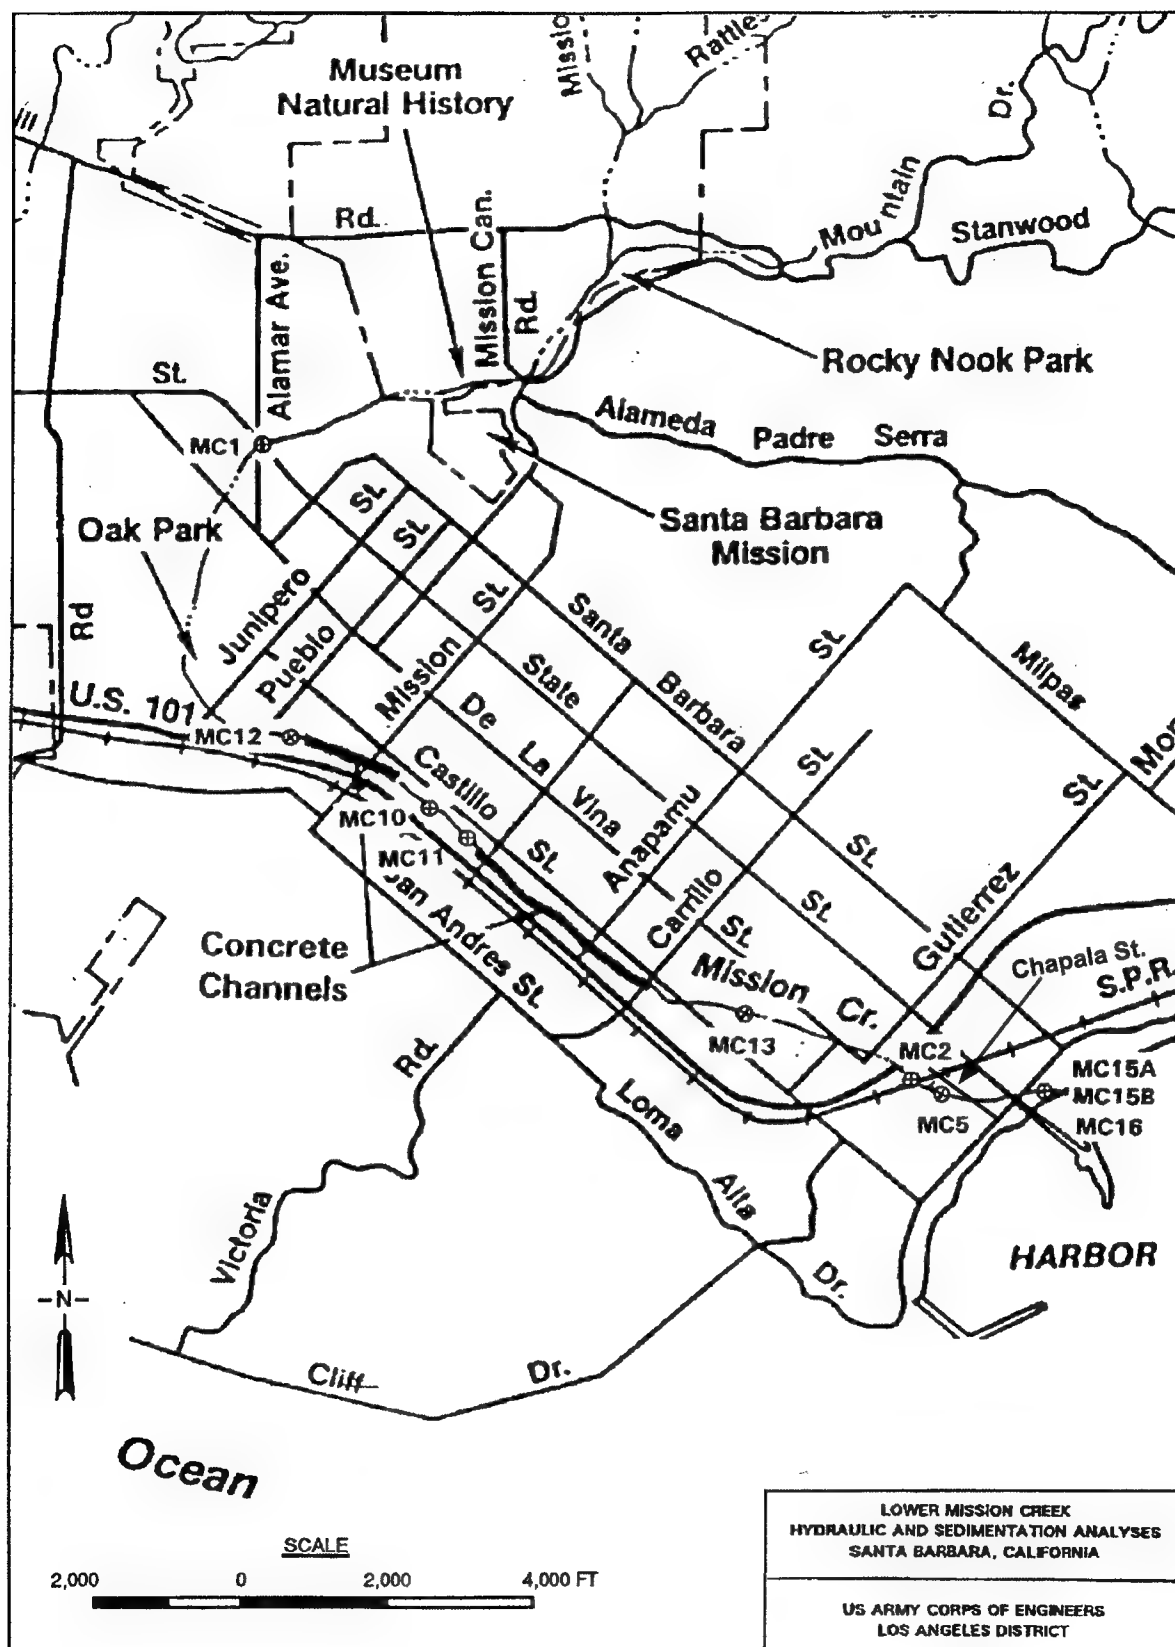 Museum
Natural History
Missio
Rattles
Dr.
Mountain
Stanwood
Rd.
Mission Can.
Rd.
Alamar Ave.
St.
Rocky Nook Park
Alameda Padre Serra
MC1
Santa Barbara
Mission
Oak Park
St.
St.
St.
St.
Junipero
Pueblo
Mission
Santa
Barbara
St.
State
St.
De
La
Vina
St.
Castillo
St.
Milpas
Mon
St.
Rd
U.S. 101
MC12
MC10
MC11
San Andres St.
Anapamu
Carrillo
Gutierrez
Concrete
Channels
Mission
Cr.
Chapala St.
S.P.R.
MC13
MC2
MC15A
MC15B
MC5
MC16
Rd.
Victoria
Loma
Alta
Dr.
HARBOR
-N-
Cliff
Dr.
Ocean
SCALE
2,000 0 2,000 4,000 FT
LOWER MISSION CREEK
HYDRAULIC AND SEDIMENTATION ANALYSES
SANTA BARBARA, CALIFORNIA
US ARMY CORPS OF ENGINEERS
LOS ANGELES DISTRICT